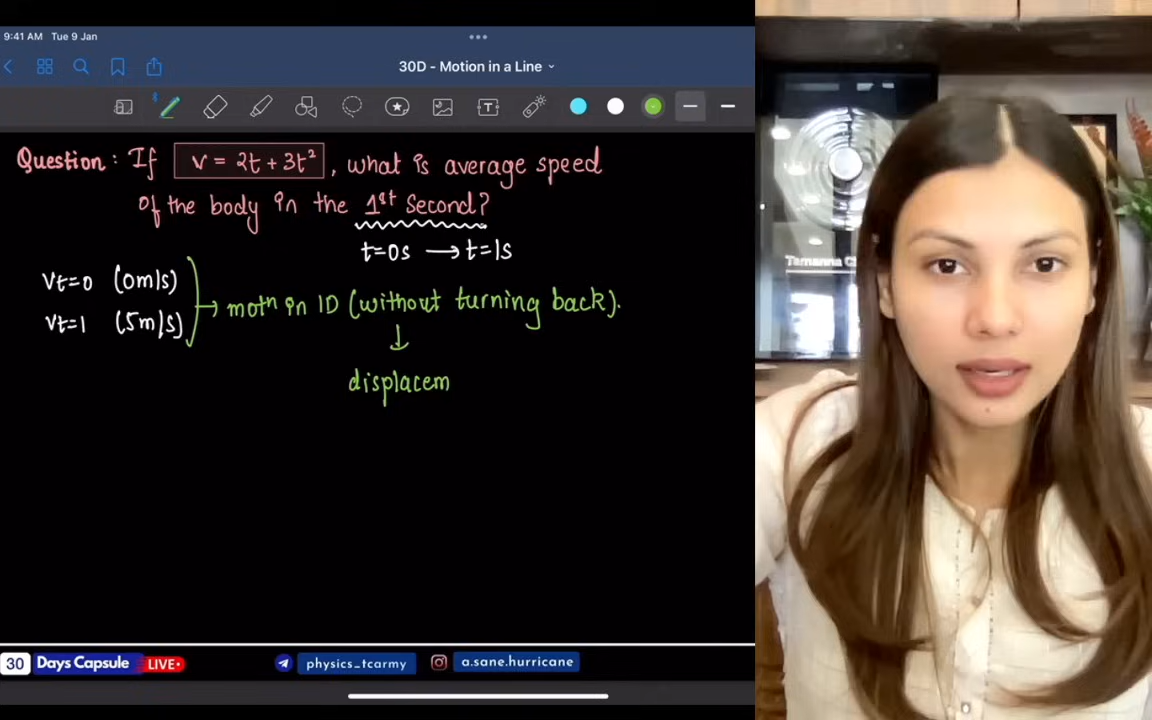 9:41 AM Tue 9 Jan
30D - Motion in a Line
Question: If v = 2t + 3t², what is average speed
of the body in the 1st Second?
t=0s → t=1s
Vt=0 (0m/s)
Vt=1 (5m/s)
→ motn in 1D (without turning back).
displacem
Tamanna C
30 Days Capsule LIVE
physics_tcarmy
a.sane.hurricane